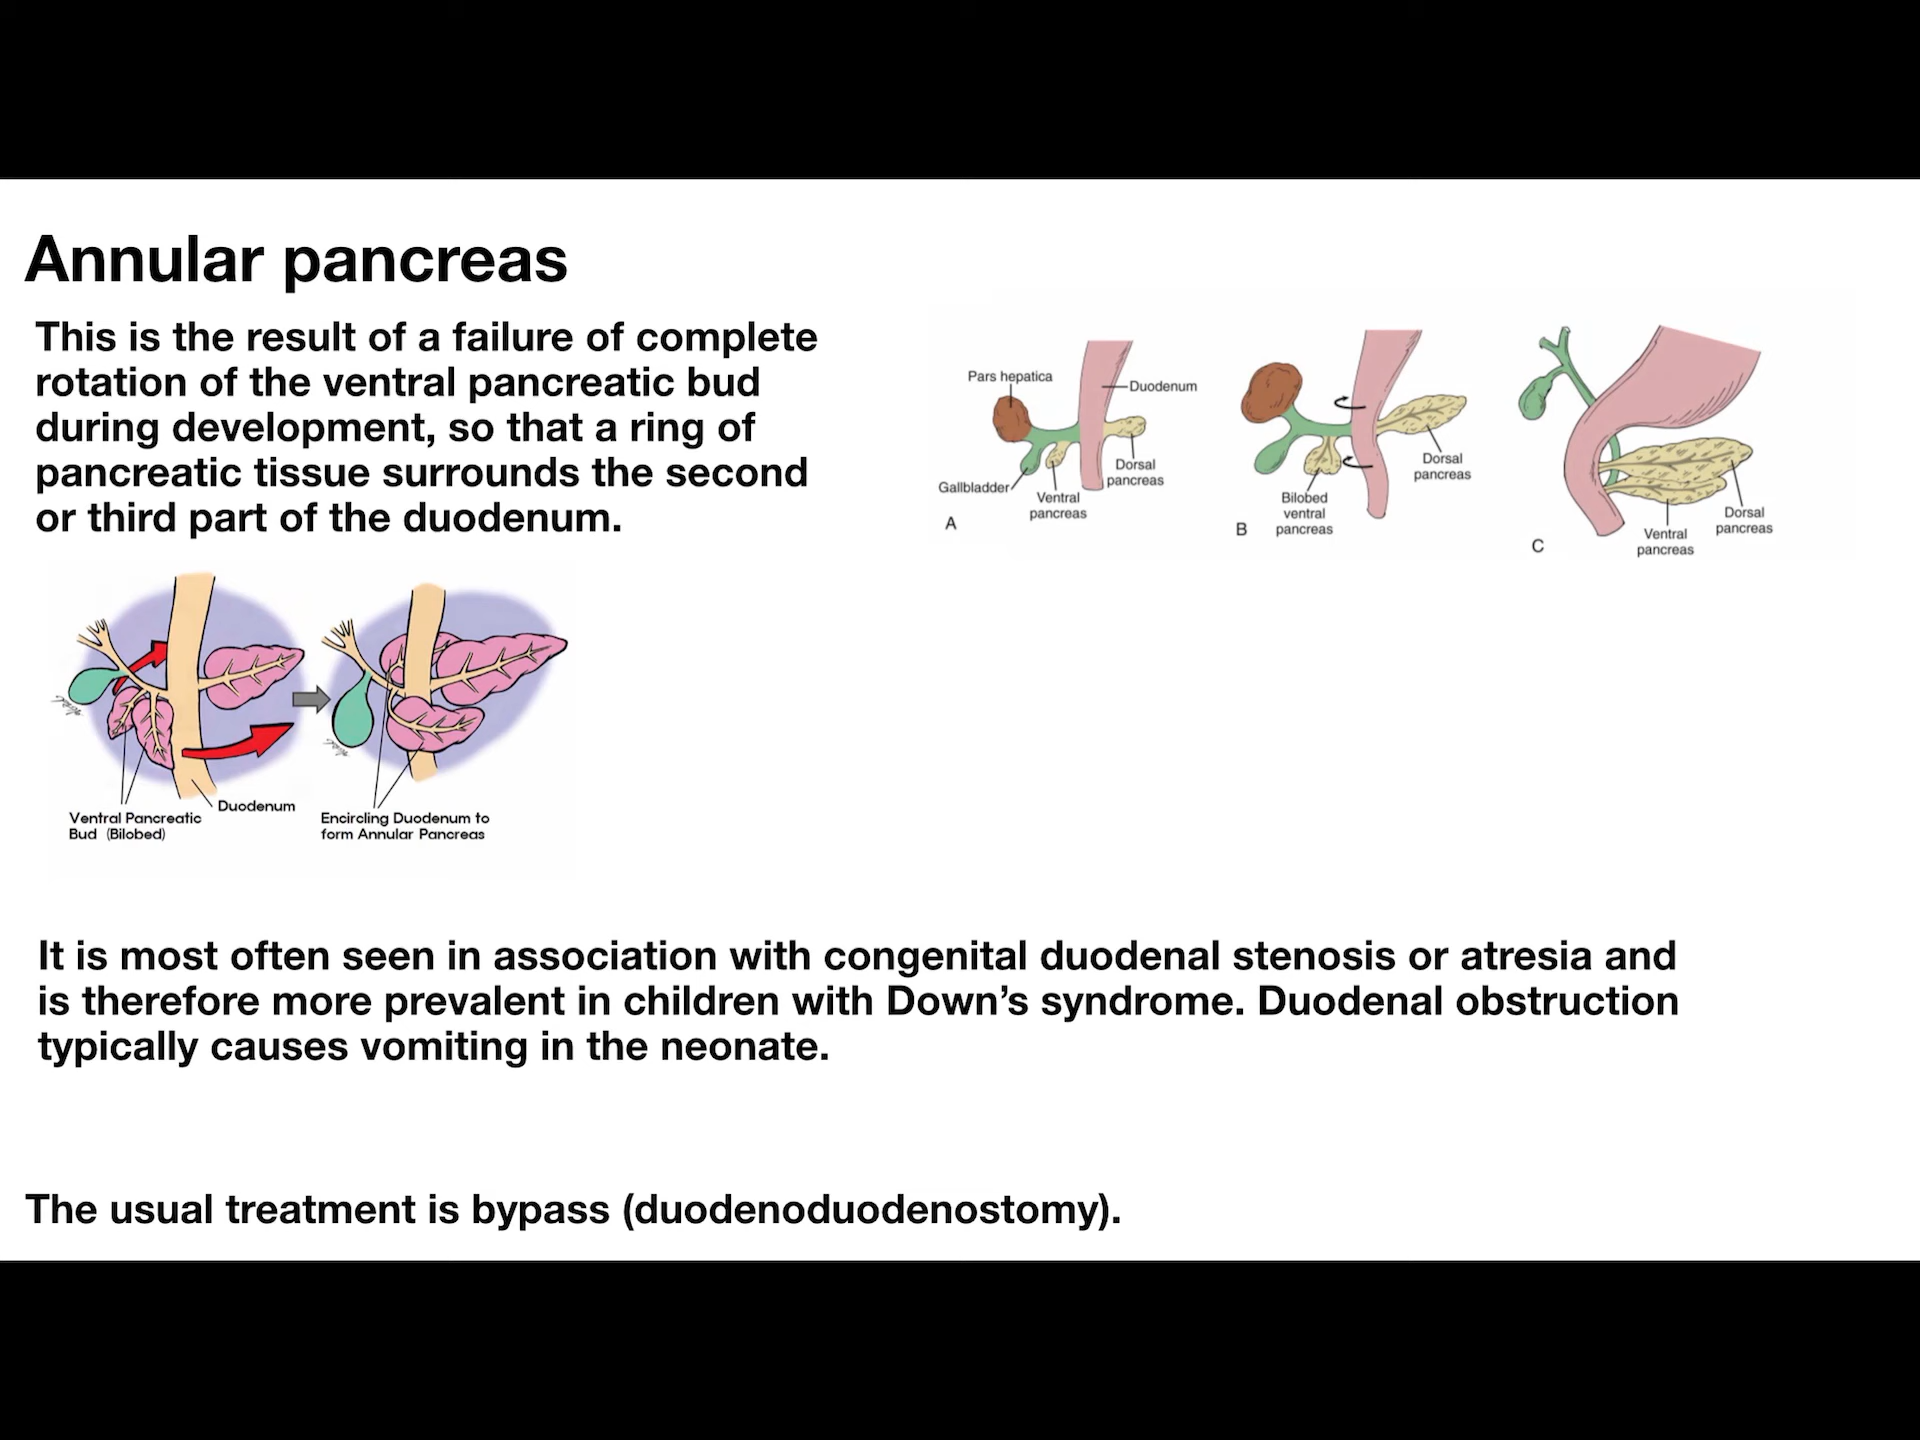 Annular pancreas
This is the result of a failure of complete
rotation of the ventral pancreatic bud
during development, so that a ring of
pancreatic tissue surrounds the second
or third part of the duodenum.
Pars hepatica
Duodenum
Gallbladder
Ventral
pancreas
Dorsal
pancreas
A
Bilobed
ventral
pancreas
Dorsal
pancreas
B
Ventral
pancreas
Dorsal
pancreas
C
Ventral Pancreatic
Bud (Bilobed)
Duodenum
Encircling Duodenum to
form Annular Pancreas
It is most often seen in association with congenital duodenal stenosis or atresia and
is therefore more prevalent in children with Down’s syndrome. Duodenal obstruction
typically causes vomiting in the neonate.
The usual treatment is bypass (duodenoduodenostomy).